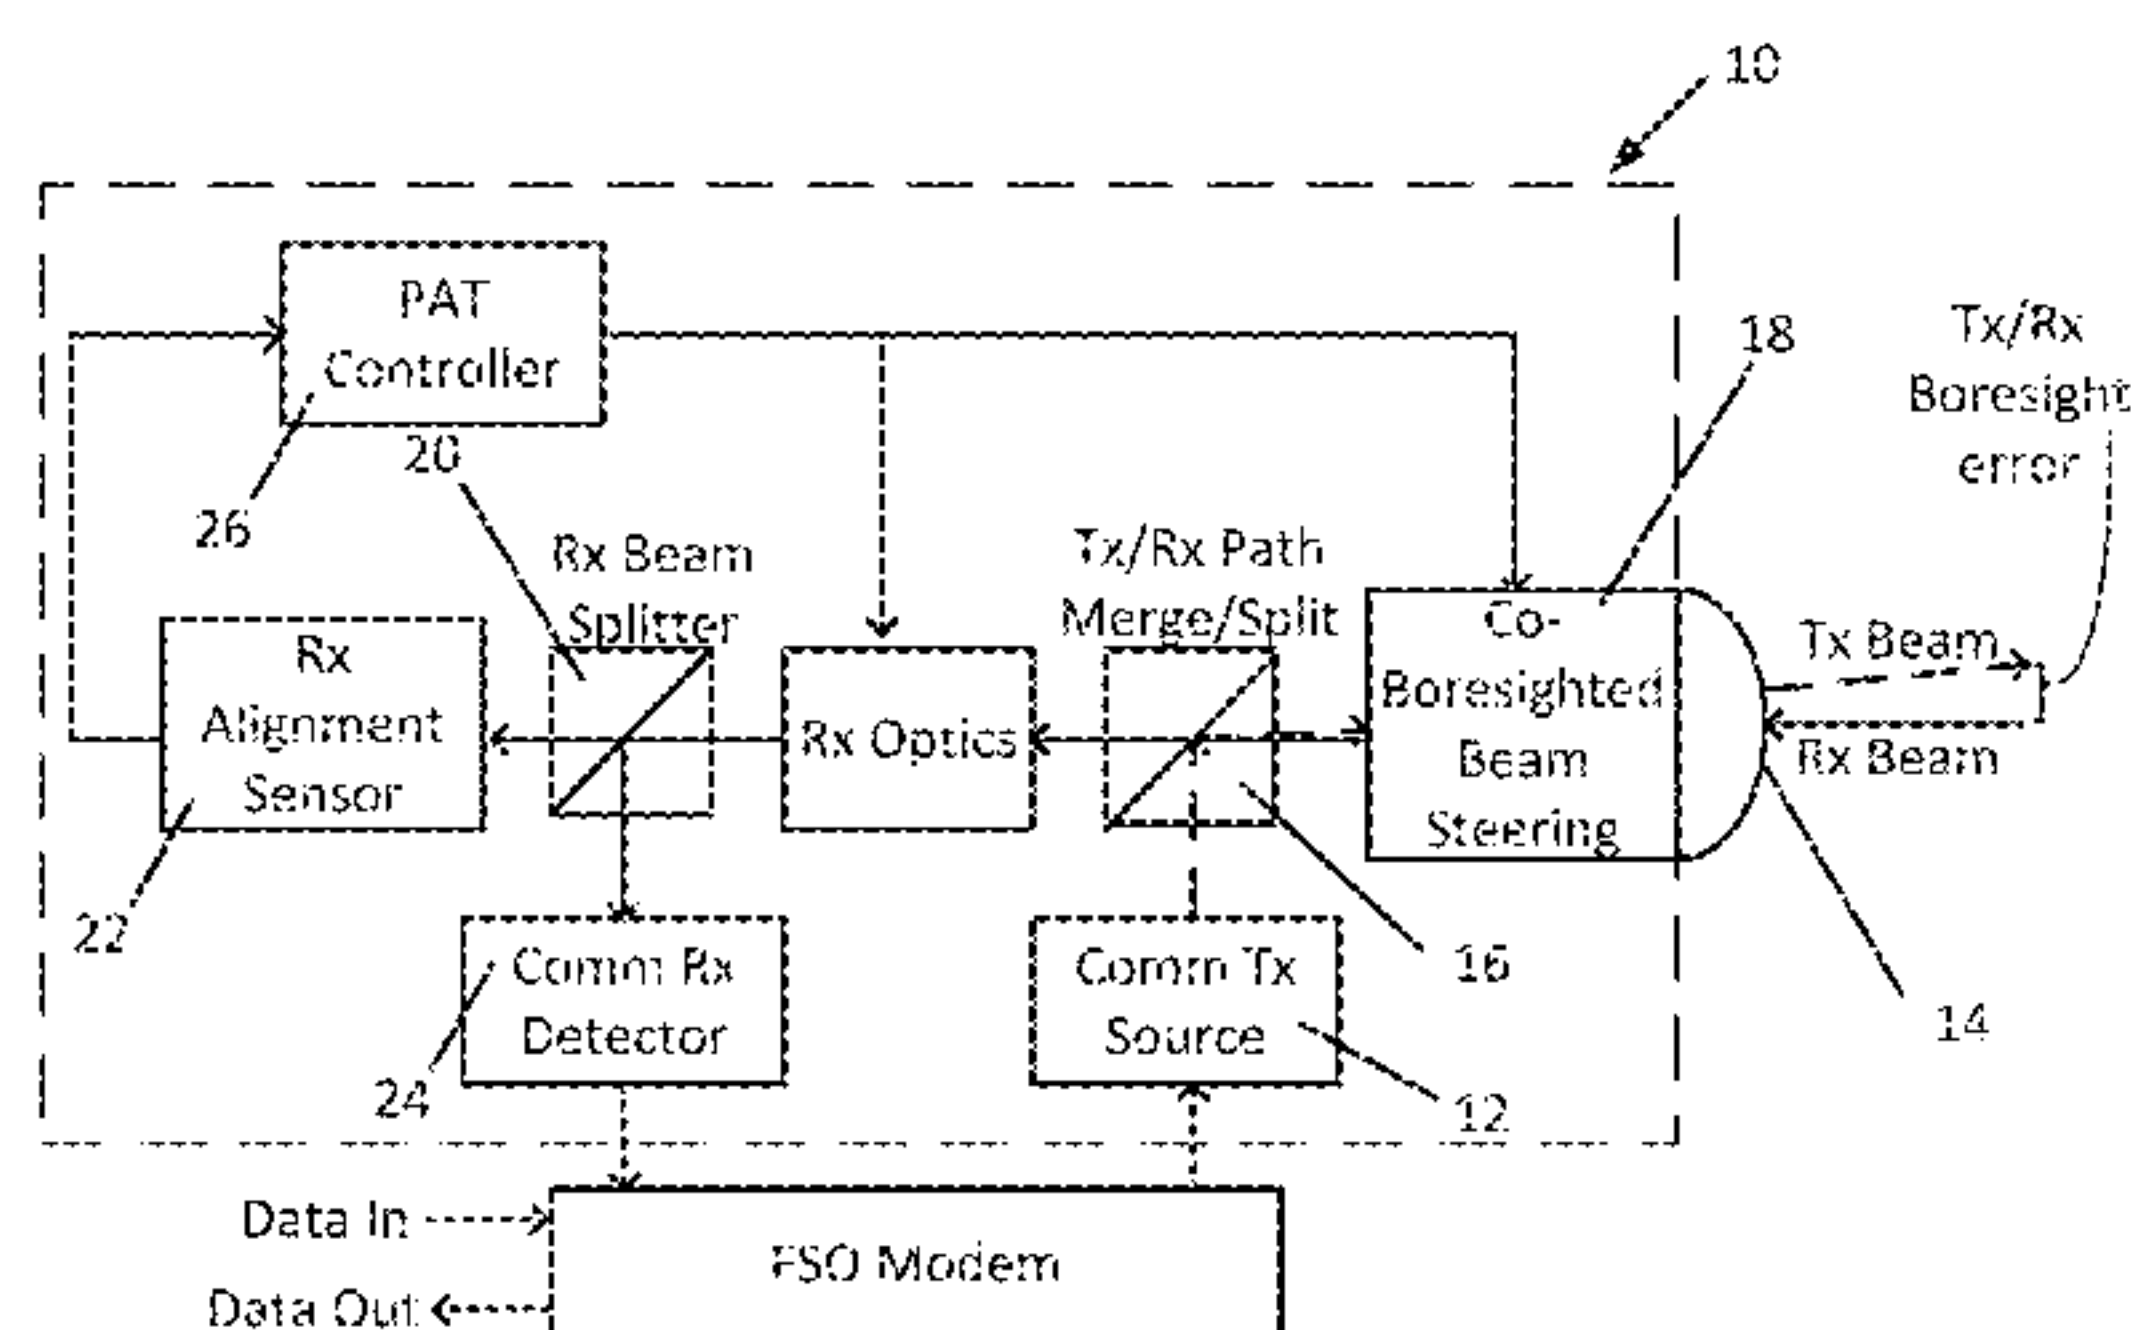 10
PAT
Controller
26
20
Rx Beam
Splitter
Tx/Rx Path
Merge/Split
18
Tx/Rx
Boresight
error
Rx
Alignment
Sensor
22
Rx Optics
Co-
Boresighted
Beam
Steering
Tx Beam
Rx Beam
14
16
Comm Rx
Detector
24
Comm Tx
Source
12
Data In
Data Out
FSO Modem